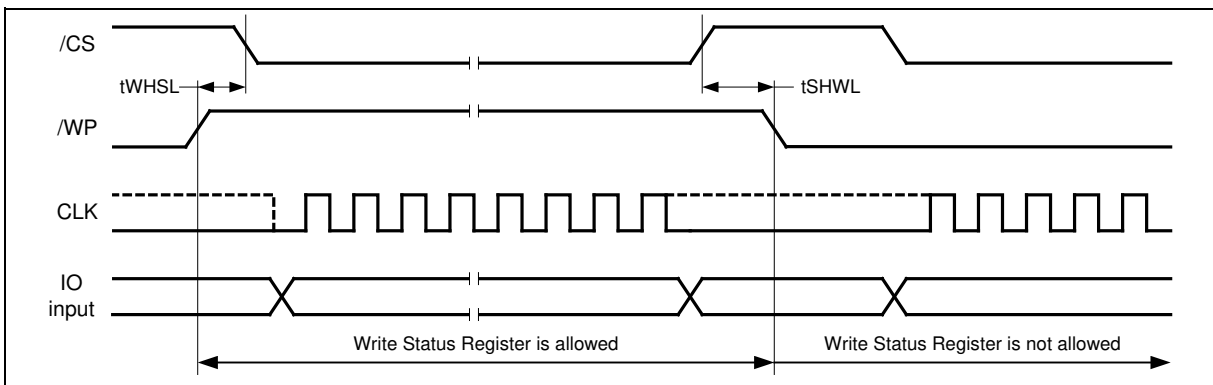 /CS
tWHSL
tSHWL
/WP
CLK
IO
input
Write Status Register is allowed
Write Status Register is not allowed